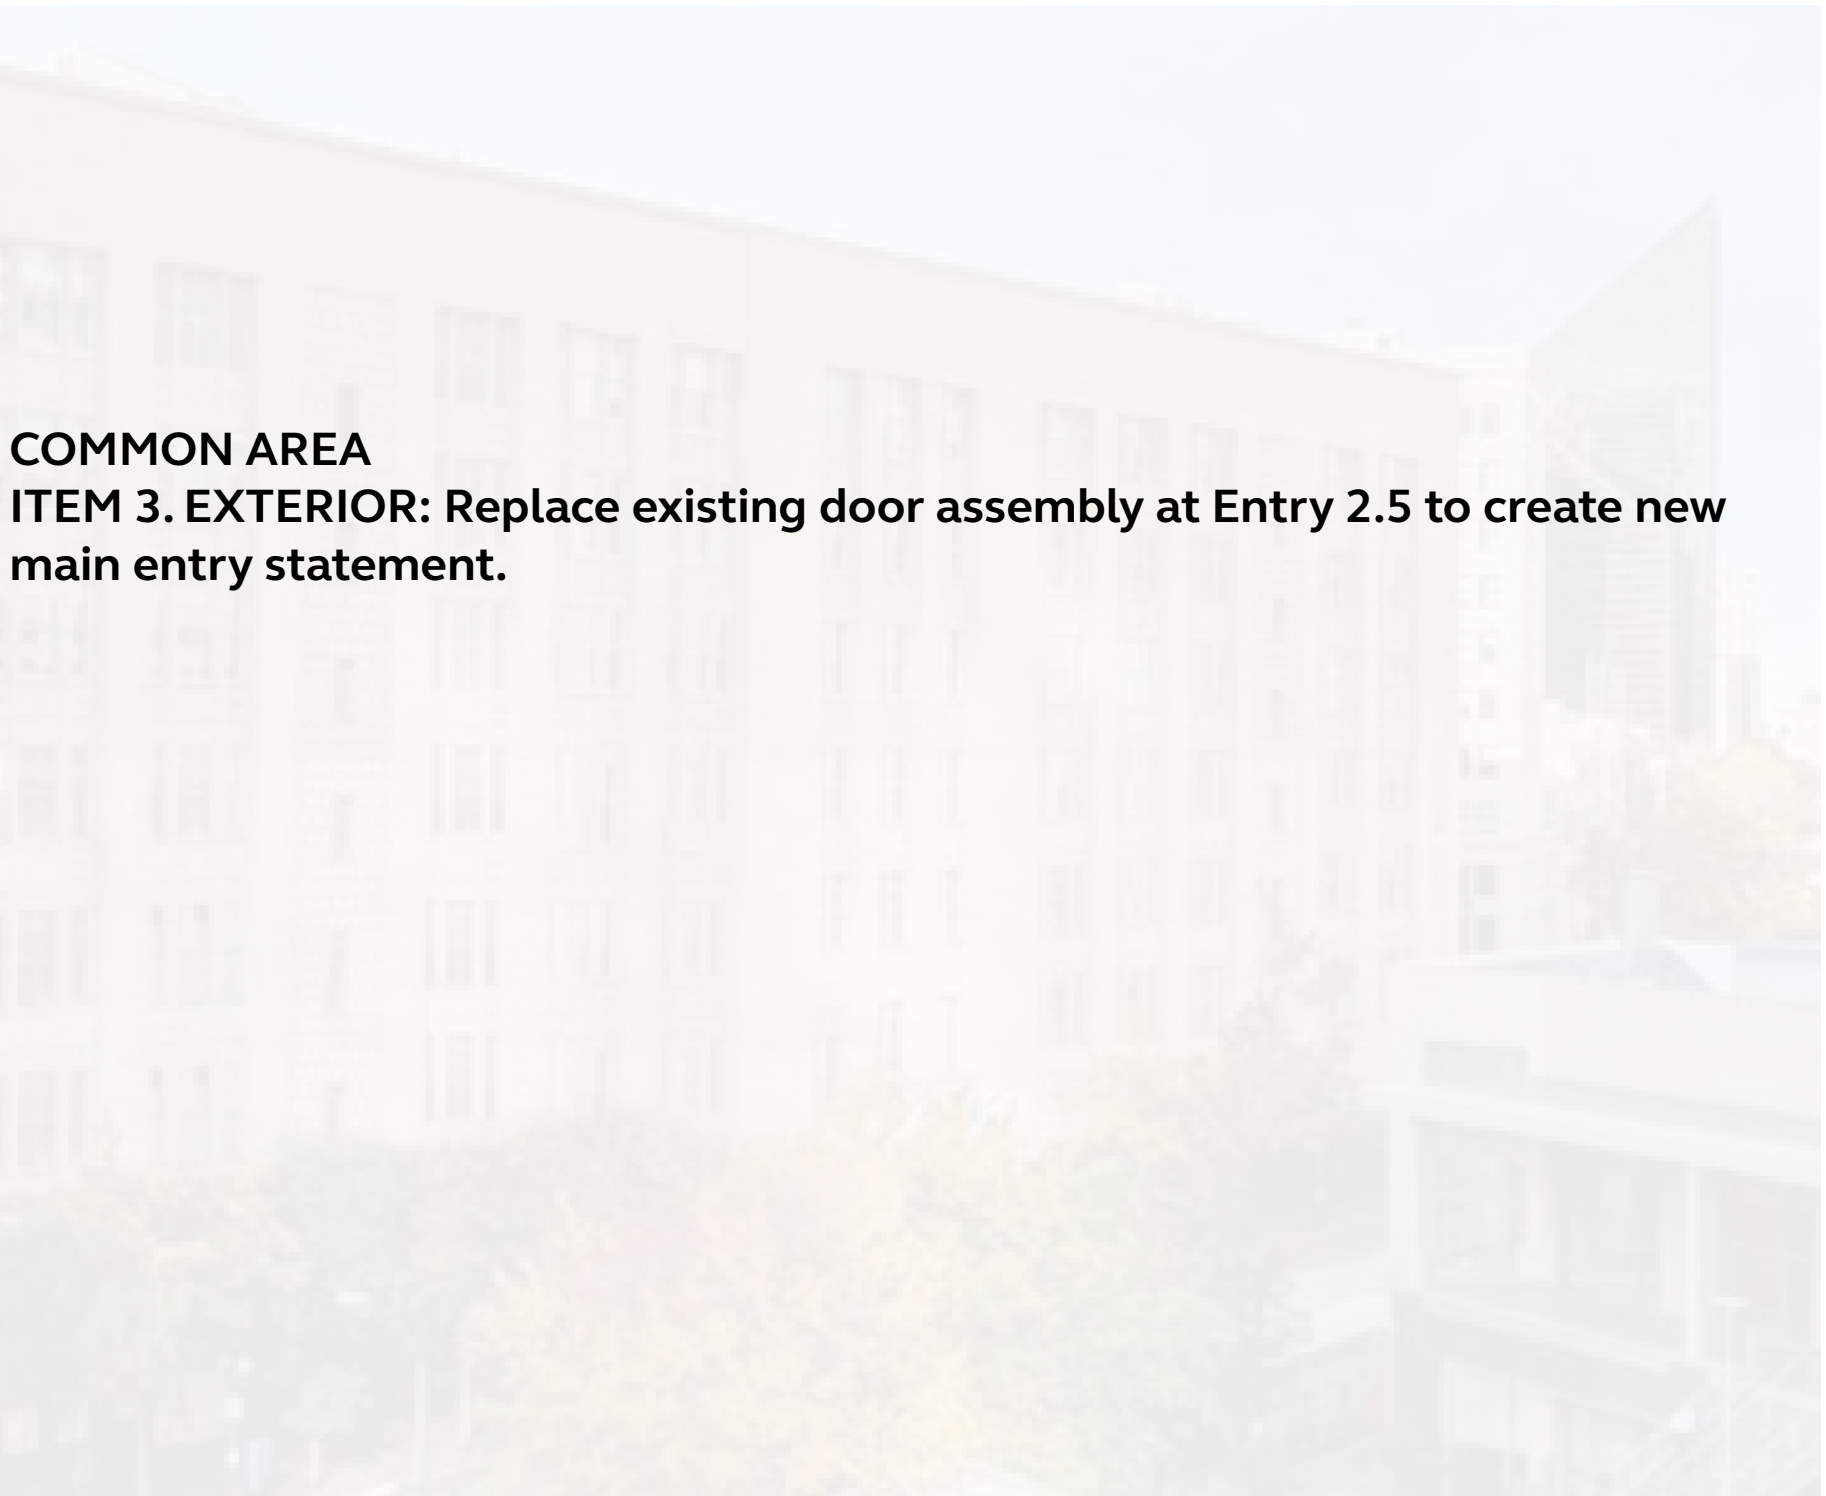 COMMON AREA
ITEM 3. EXTERIOR: Replace existing door assembly at Entry 2.5 to create new
main entry statement.